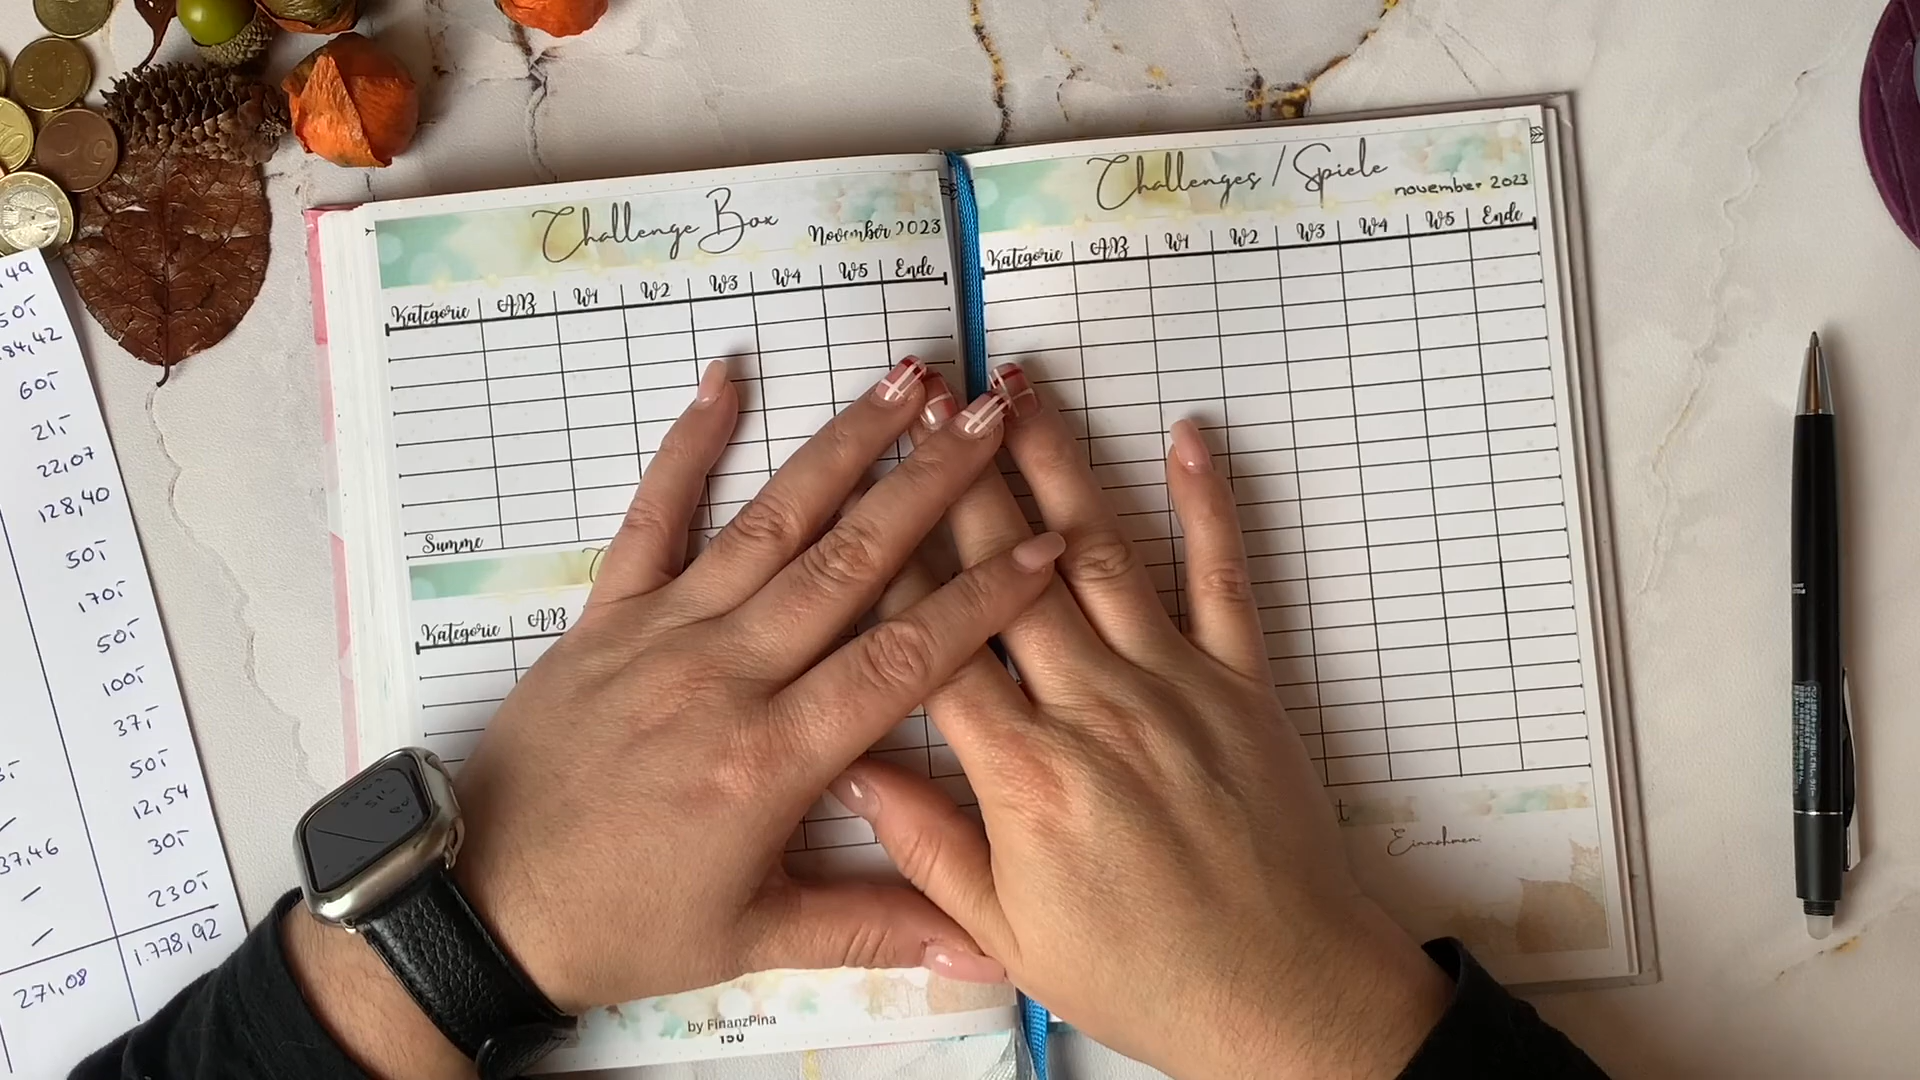 ,49
50,-
84,42
60,-
21,-
22,07
128,40
50,-
170,-
50,-
100,-
37,-
50,-
12,54
37,46
30,-
230,-
271,08
1.778,92
Challenge Box
November 2023
Kategorie AB W1 W2 W3 W4 W5 Ende
Summe
Kategorie AB
by FinanzPina
150
Challenges / Spiele
november 2023
Kategorie AB W1 W2 W3 W4 W5 Ende
t
Einnahmen: